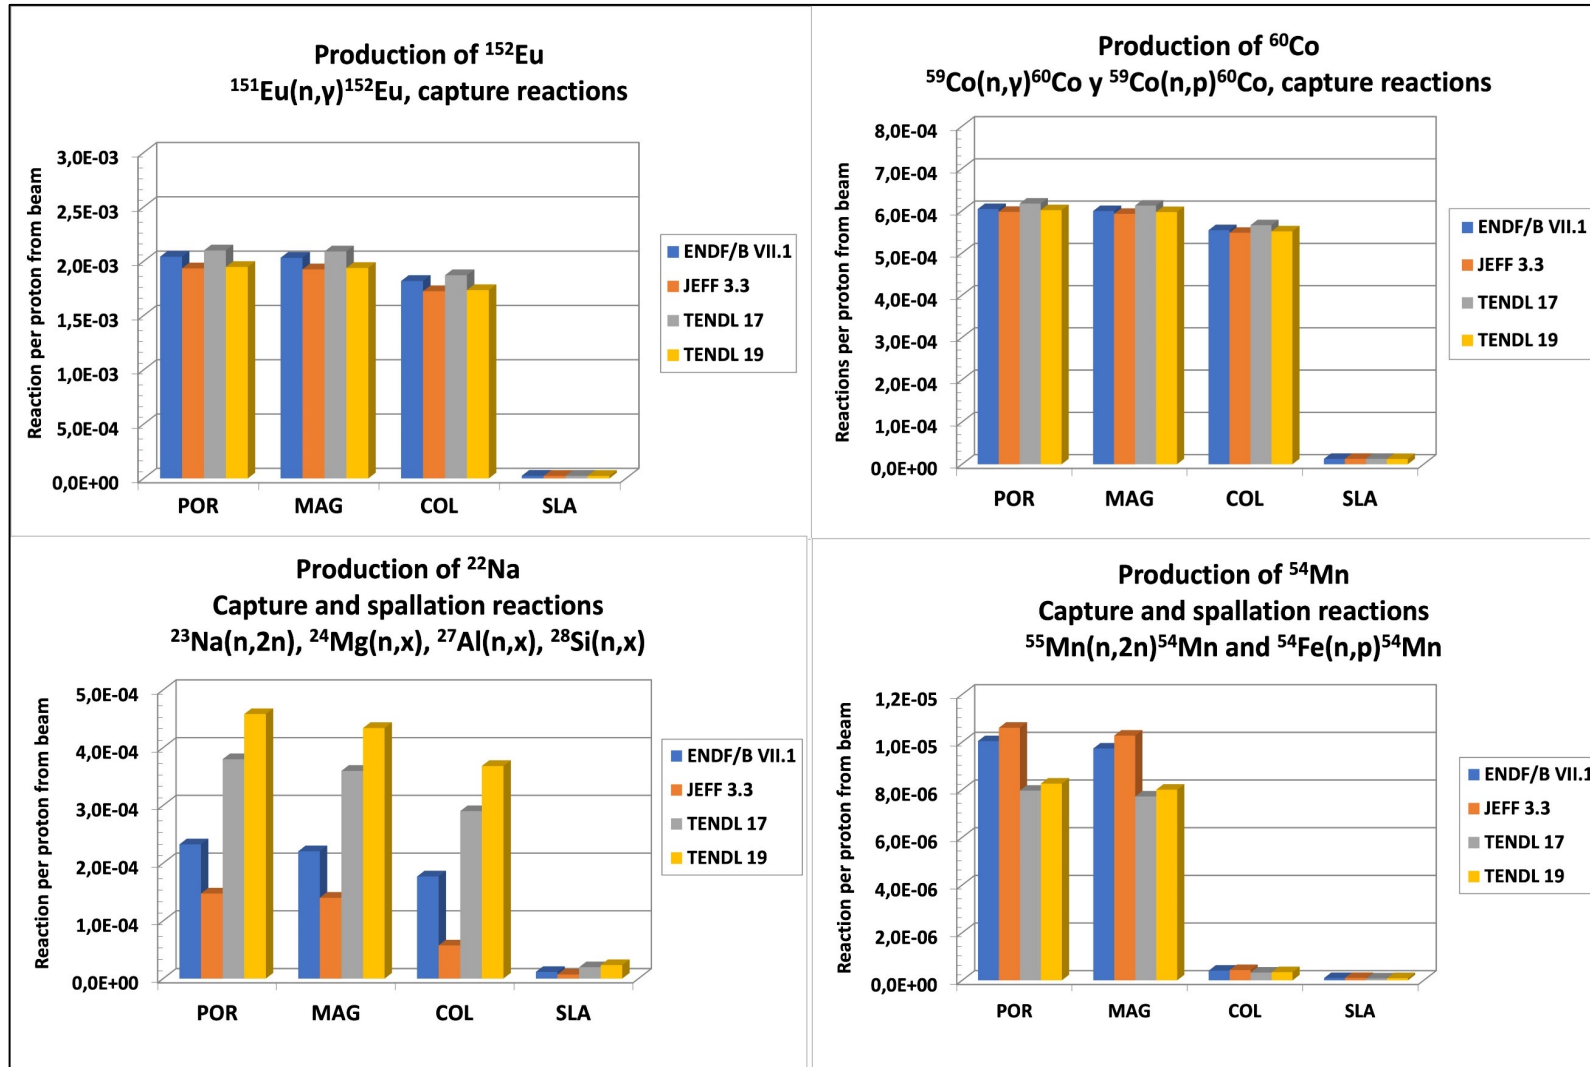 Production of ¹⁵²Eu
¹⁵¹Eu(n,γ)¹⁵²Eu, capture reactions
Reaction per proton from beam
3,0E-03
2,5E-03
2,0E-03
1,5E-03
1,0E-03
5,0E-04
0,0E+00
POR MAG COL SLA
ENDF/B VII.1
JEFF 3.3
TENDL 17
TENDL 19
Production of ⁶⁰Co
⁵⁹Co(n,γ)⁶⁰Co y ⁵⁹Co(n,p)⁶⁰Co, capture reactions
Reactions per proton from beam
8,0E-04
7,0E-04
6,0E-04
5,0E-04
4,0E-04
3,0E-04
2,0E-04
1,0E-04
0,0E+00
POR MAG COL SLA
ENDF/B VII.1
JEFF 3.3
TENDL 17
TENDL 19
Production of ²²Na
Capture and spallation reactions
²³Na(n,2n), ²⁴Mg(n,x), ²⁷Al(n,x), ²⁸Si(n,x)
Reaction per proton from beam
5,0E-04
4,0E-04
3,0E-04
2,0E-04
1,0E-04
0,0E+00
POR MAG COL SLA
ENDF/B VII.1
JEFF 3.3
TENDL 17
TENDL 19
Production of ⁵⁴Mn
Capture and spallation reactions
⁵⁵Mn(n,2n)⁵⁴Mn and ⁵⁴Fe(n,p)⁵⁴Mn
Reaction per proton from beam
1,2E-05
1,0E-05
8,0E-06
6,0E-06
4,0E-06
2,0E-06
0,0E+00
POR MAG COL SLA
ENDF/B VII.1
JEFF 3.3
TENDL 17
TENDL 19